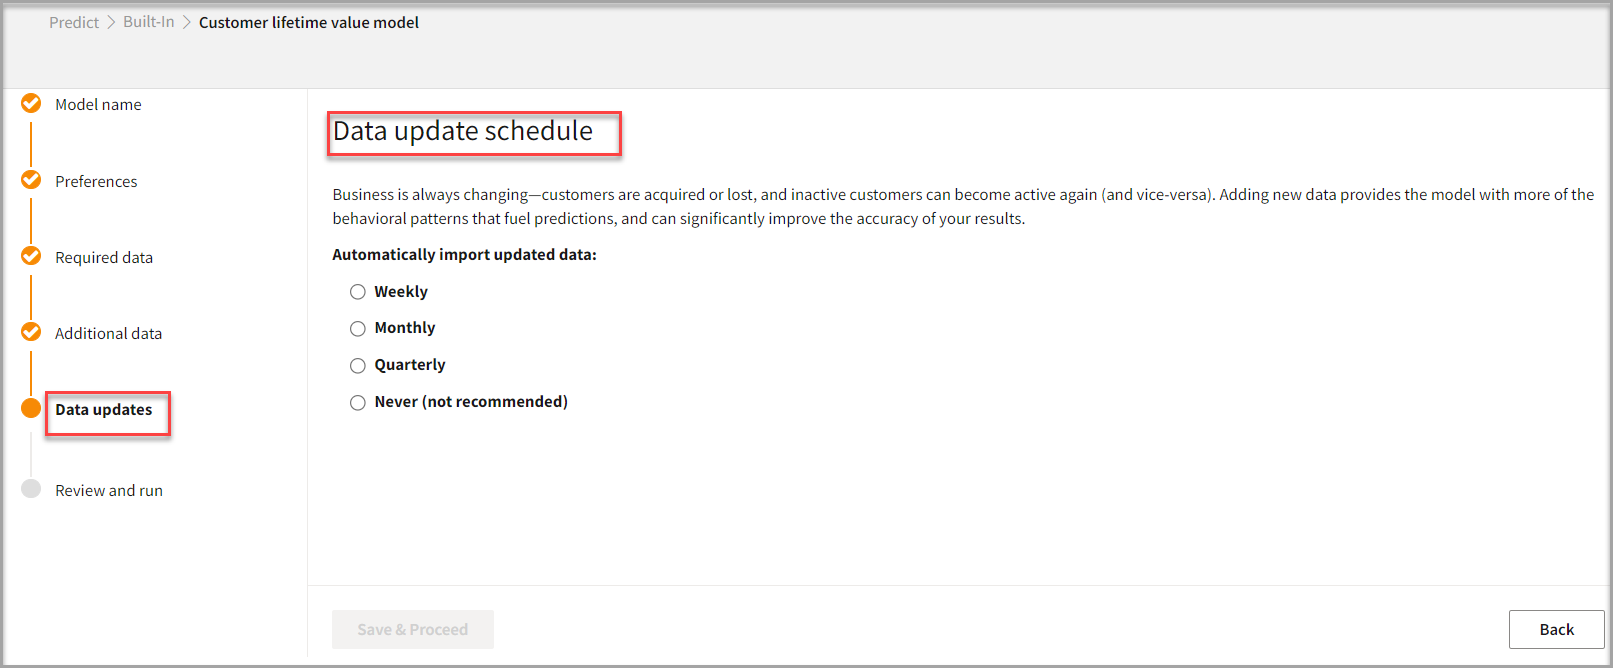 Predict > Built-In > Customer lifetime value model
Model name
Preferences
Required data
Additional data
Data updates
Review and run
Data update schedule
Business is always changing—customers are acquired or lost, and inactive customers can become active again (and vice-versa). Adding new data provides the model with more of the
behavioral patterns that fuel predictions, and can significantly improve the accuracy of your results.
Automatically import updated data:
Weekly
Monthly
Quarterly
Never (not recommended)
Save & Proceed
Back